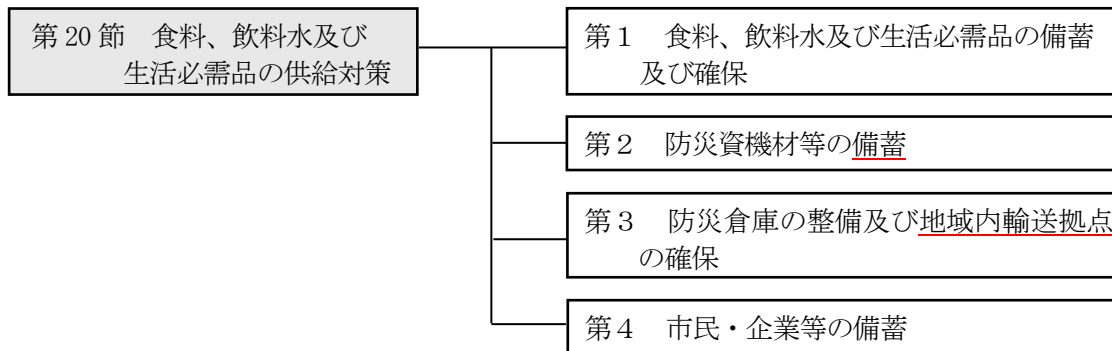 第20節　食料、飲料水及び
生活必需品の供給対策
第１　食料、飲料水及び生活必需品の備蓄
及び確保
第２　防災資機材等の備蓄
第３　防災倉庫の整備及び地域内輸送拠点
の確保
第４　市民・企業等の備蓄